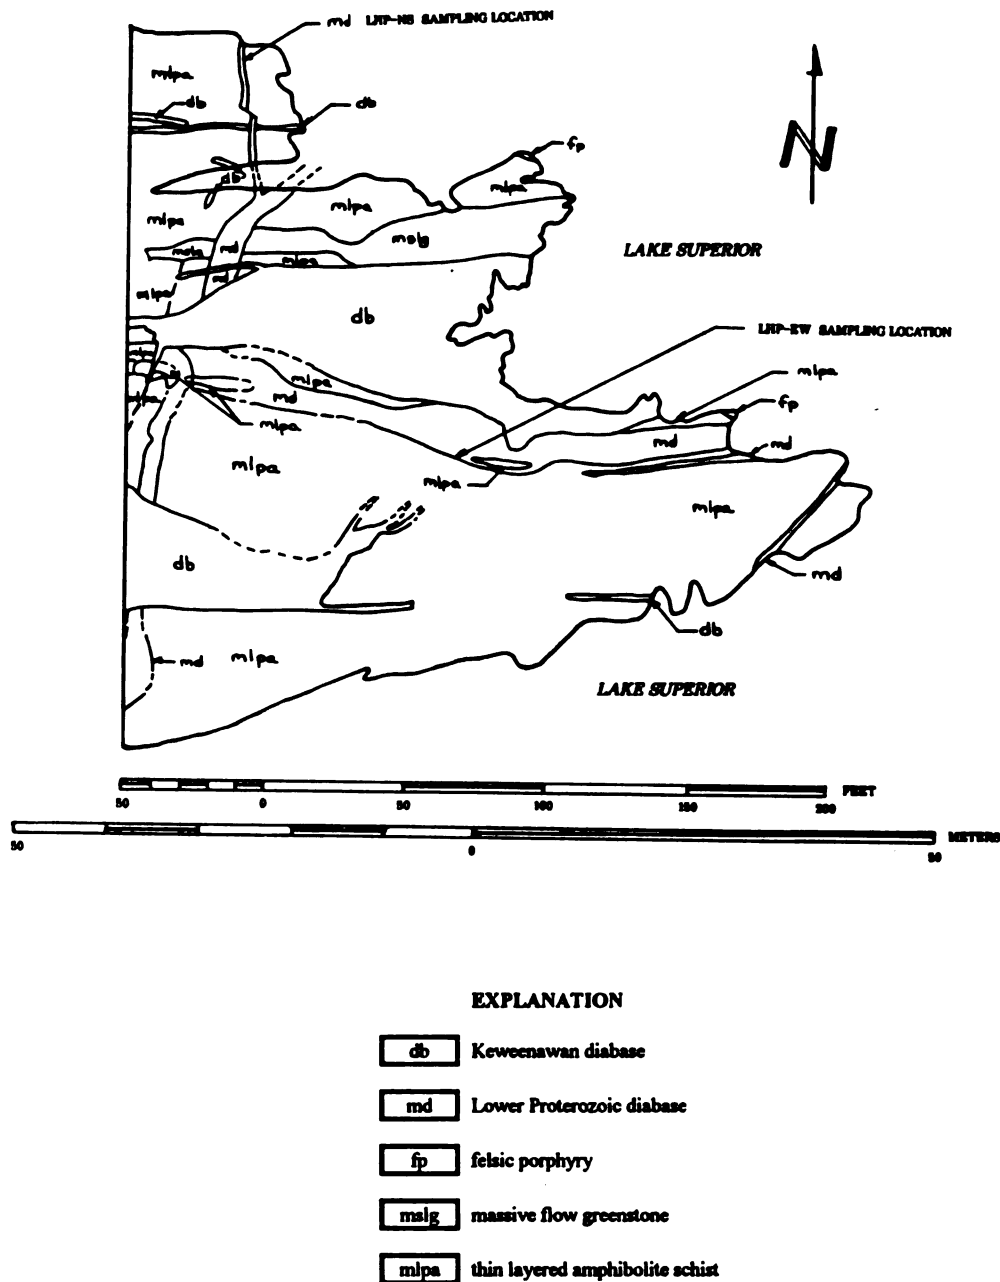 md LHP-NS SAMPLING LOCATION
mlpa
db
db
fp
db
mlpa
mlpa
mlpa
mslg
N
LAKE SUPERIOR
md
mlpa
md
mlpa
db
LHP-EW SAMPLING LOCATION
mlpa
mlpa
md
fp
mlpa
mlpa
md
md
mlpa
mlpa
mlpa
db
md
db
md
mlpa
LAKE SUPERIOR
50 0 50 100 150 200 FEET
50 0 50 METERS
EXPLANATION
db Keweenawan diabase
md Lower Proterozoic diabase
fp felsic porphyry
mslg massive flow greenstone
mlpa thin layered amphibolite schist